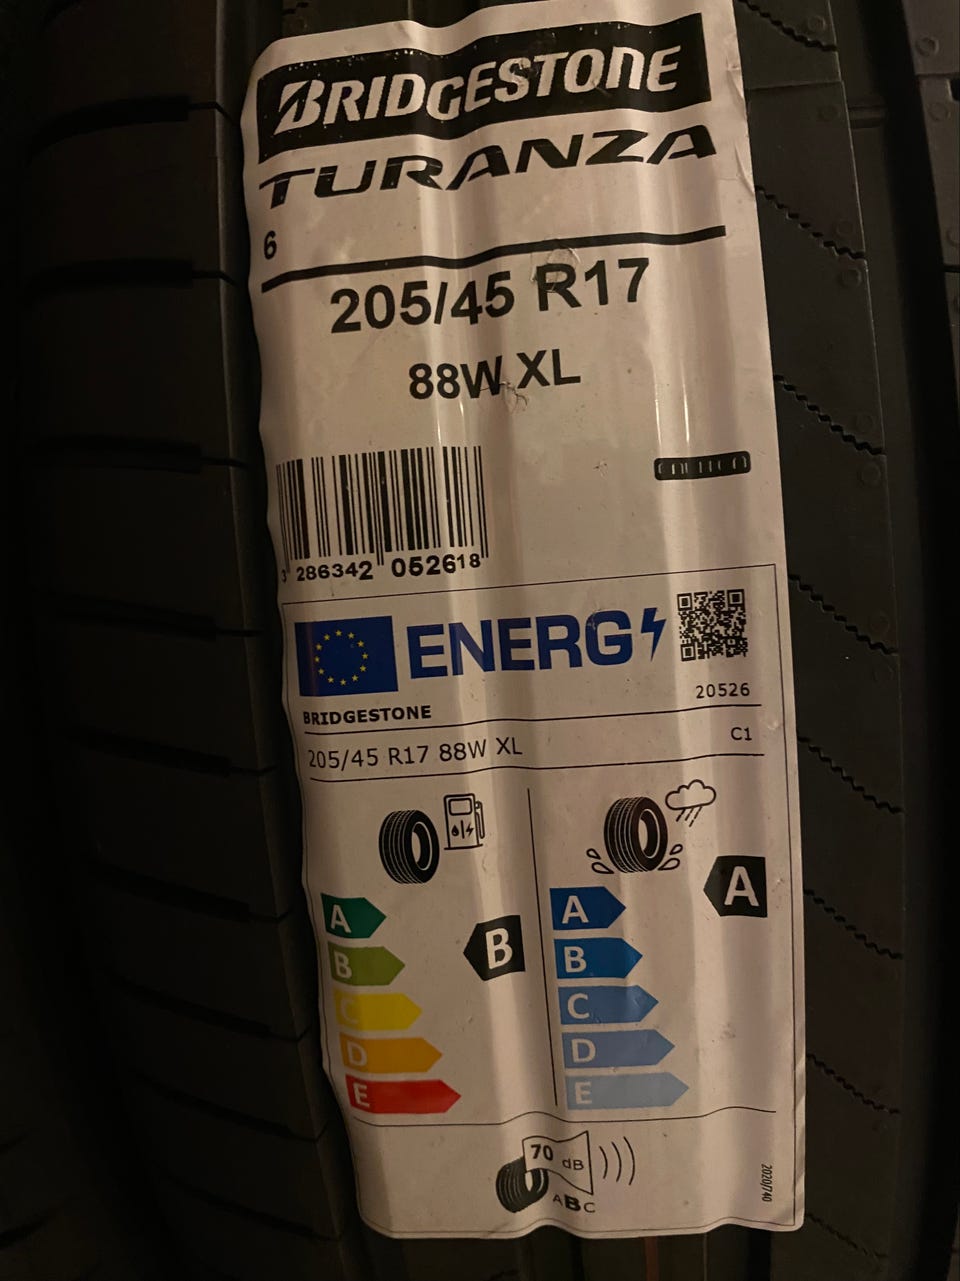 BRIDGESTONE
TURANZA
6
205/45 R17
88W XL
3 286342 052618
ENERG
20526
BRIDGESTONE
205/45 R17 88W XL
C1
A
B
C
D
E
B
A
B
C
D
E
A
70 dB
ABC
2020/740